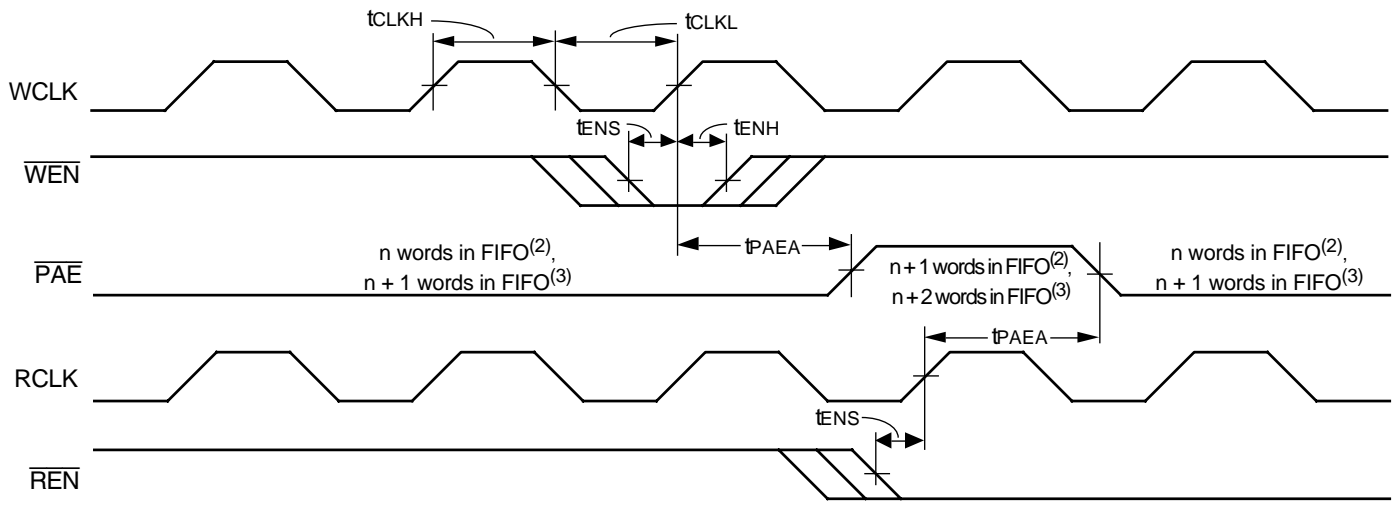 tCLKH
tCLKL
WCLK
tENS
tENH
WEN
tPAEA
PAE
n words in FIFO(2),
n + 1 words in FIFO(3)
n + 1 words in FIFO(2),
n + 2 words in FIFO(3)
n words in FIFO(2),
n + 1 words in FIFO(3)
tPAEA
RCLK
tENS
REN